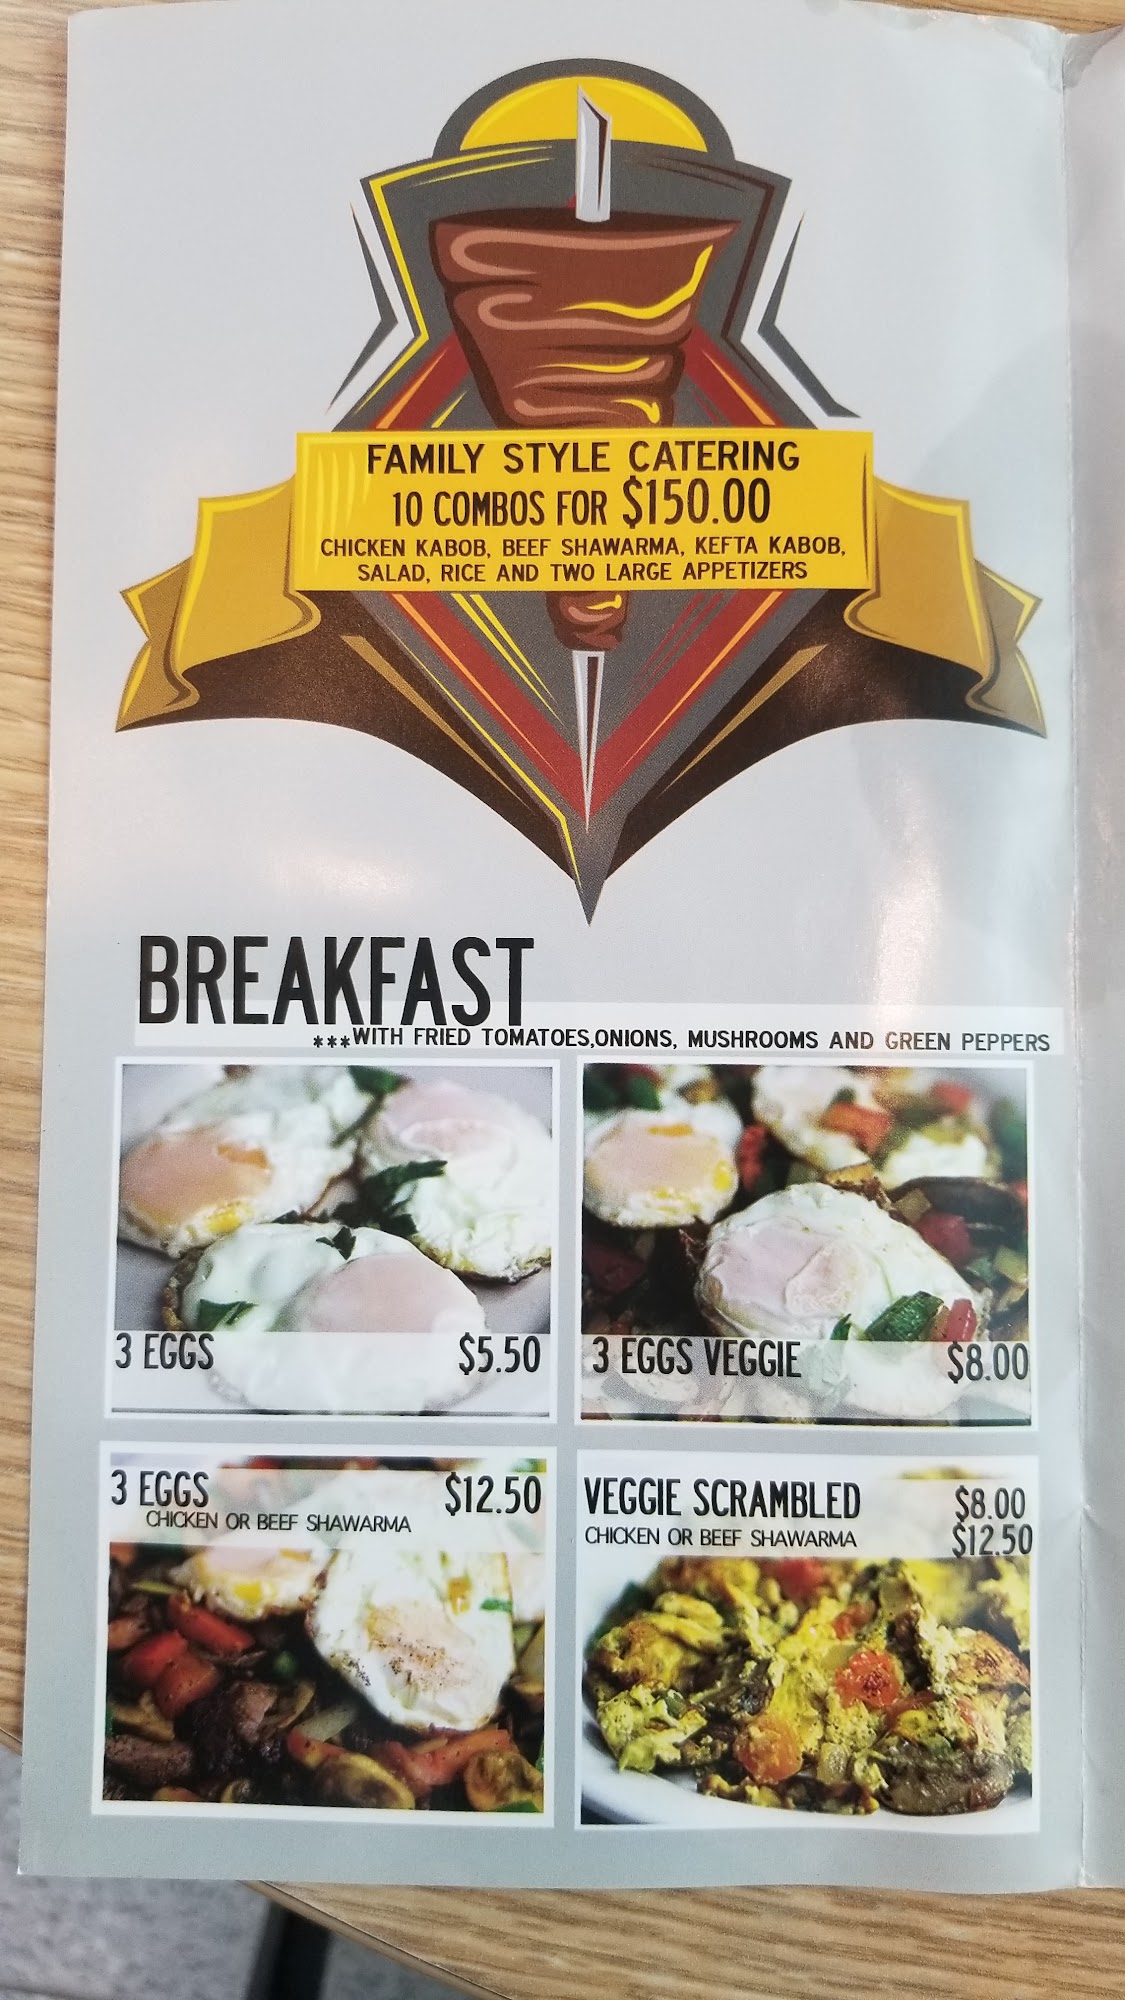 FAMILY STYLE CATERING
10 COMBOS FOR $150.00
CHICKEN KABOB, BEEF SHAWARMA, KEFTA KABOB,
SALAD, RICE AND TWO LARGE APPETIZERS
BREAKFAST
***WITH FRIED TOMATOES,ONIONS, MUSHROOMS AND GREEN PEPPERS
3 EGGS $5.50
3 EGGS VEGGIE $8.00
3 EGGS $12.50
CHICKEN OR BEEF SHAWARMA
VEGGIE SCRAMBLED $8.00
CHICKEN OR BEEF SHAWARMA $12.50